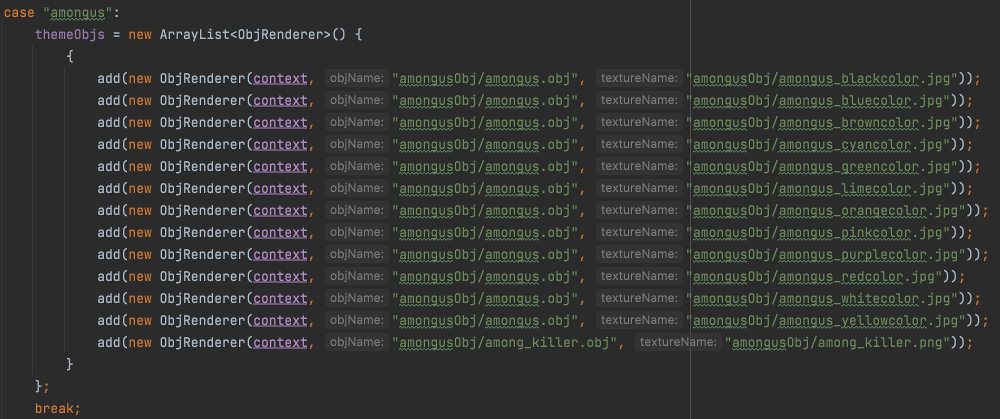 case "amongus":
themeObjs = new ArrayList<ObjRenderer>() {
{
add(new ObjRenderer(context, objName: "amongusObj/amongus.obj", textureName: "amongusObj/amongus_blackcolor.jpg"));
add(new ObjRenderer(context, objName: "amongusObj/amongus.obj", textureName: "amongusObj/amongus_bluecolor.jpg"));
add(new ObjRenderer(context, objName: "amongusObj/amongus.obj", textureName: "amongusObj/amongus_browncolor.jpg"));
add(new ObjRenderer(context, objName: "amongusObj/amongus.obj", textureName: "amongusObj/amongus_cyancolor.jpg"));
add(new ObjRenderer(context, objName: "amongusObj/amongus.obj", textureName: "amongusObj/amongus_greencolor.jpg"));
add(new ObjRenderer(context, objName: "amongusObj/amongus.obj", textureName: "amongusObj/amongus_limecolor.jpg"));
add(new ObjRenderer(context, objName: "amongusObj/amongus.obj", textureName: "amongusObj/amongus_orangecolor.jpg"));
add(new ObjRenderer(context, objName: "amongusObj/amongus.obj", textureName: "amongusObj/amongus_pinkcolor.jpg"));
add(new ObjRenderer(context, objName: "amongusObj/amongus.obj", textureName: "amongusObj/amongus_purplecolor.jpg"));
add(new ObjRenderer(context, objName: "amongusObj/amongus.obj", textureName: "amongusObj/amongus_redcolor.jpg"));
add(new ObjRenderer(context, objName: "amongusObj/amongus.obj", textureName: "amongusObj/amongus_whitecolor.jpg"));
add(new ObjRenderer(context, objName: "amongusObj/amongus.obj", textureName: "amongusObj/amongus_yellowcolor.jpg"));
add(new ObjRenderer(context, objName: "amongusObj/among_killer.obj", textureName: "amongusObj/among_killer.png"));
}
};
break;